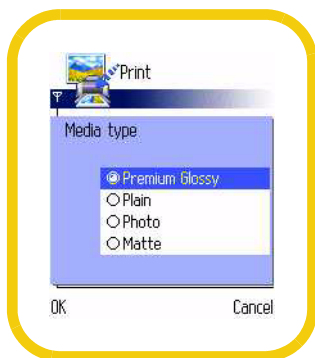 Print
Media type
Premium Glossy
Plain
Photo
Matte
OK Cancel